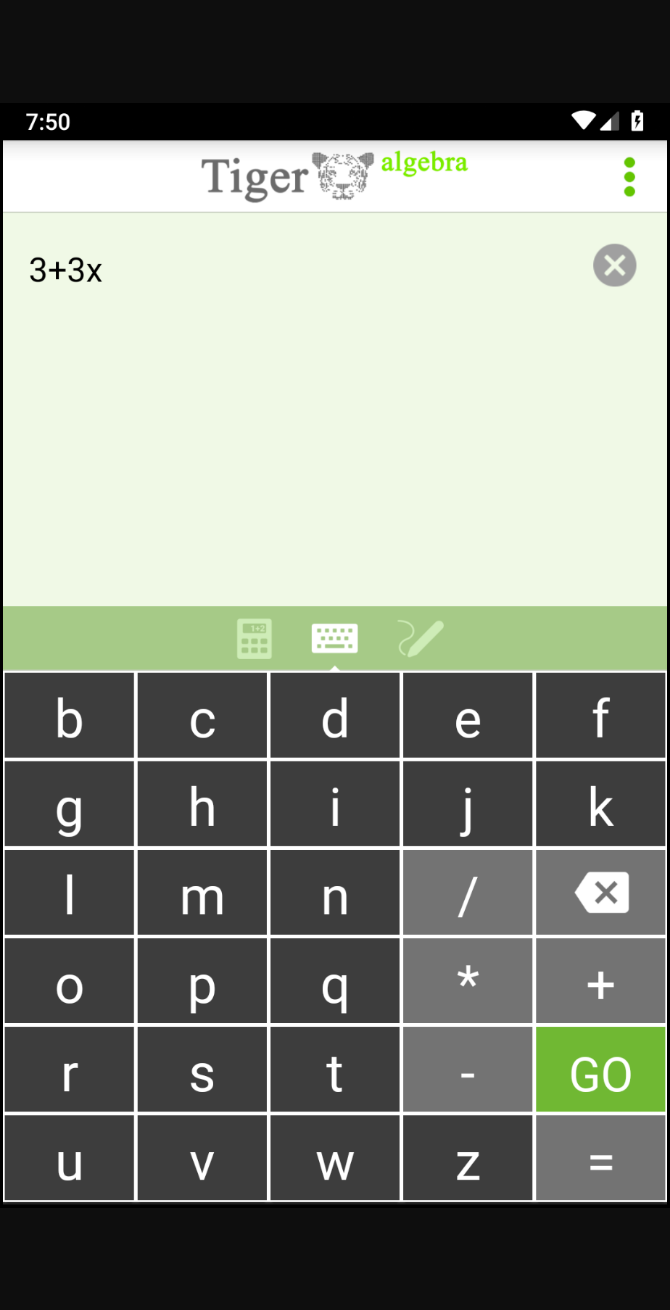 7:50
Tiger algebra
3+3x
1+2
b c d e f
g h i j k
l m n /
o p q * +
r s t - GO
u v w z =